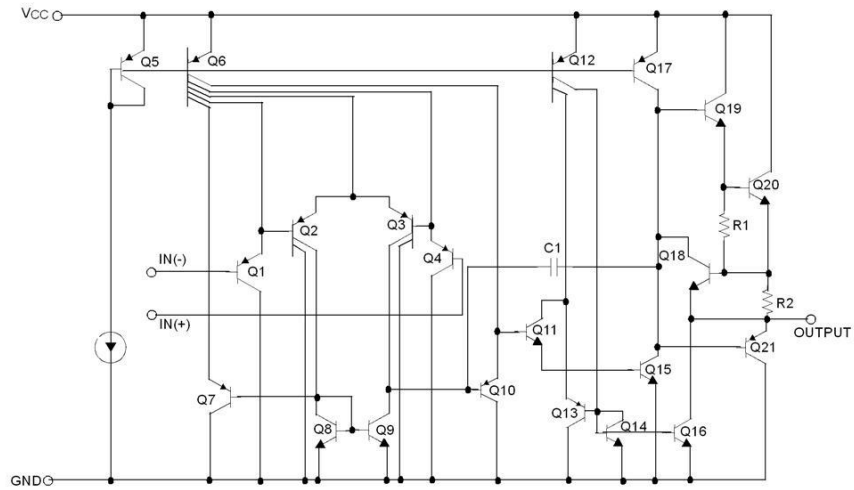 VCC
Q5
Q6
Q12
Q17
Q19
Q20
R1
Q2
Q3
Q4
C1
Q18
IN(-)
Q1
R2
IN(+)
Q11
OUTPUT
Q21
Q15
Q7
Q10
Q13
Q8
Q9
Q14
Q16
GND